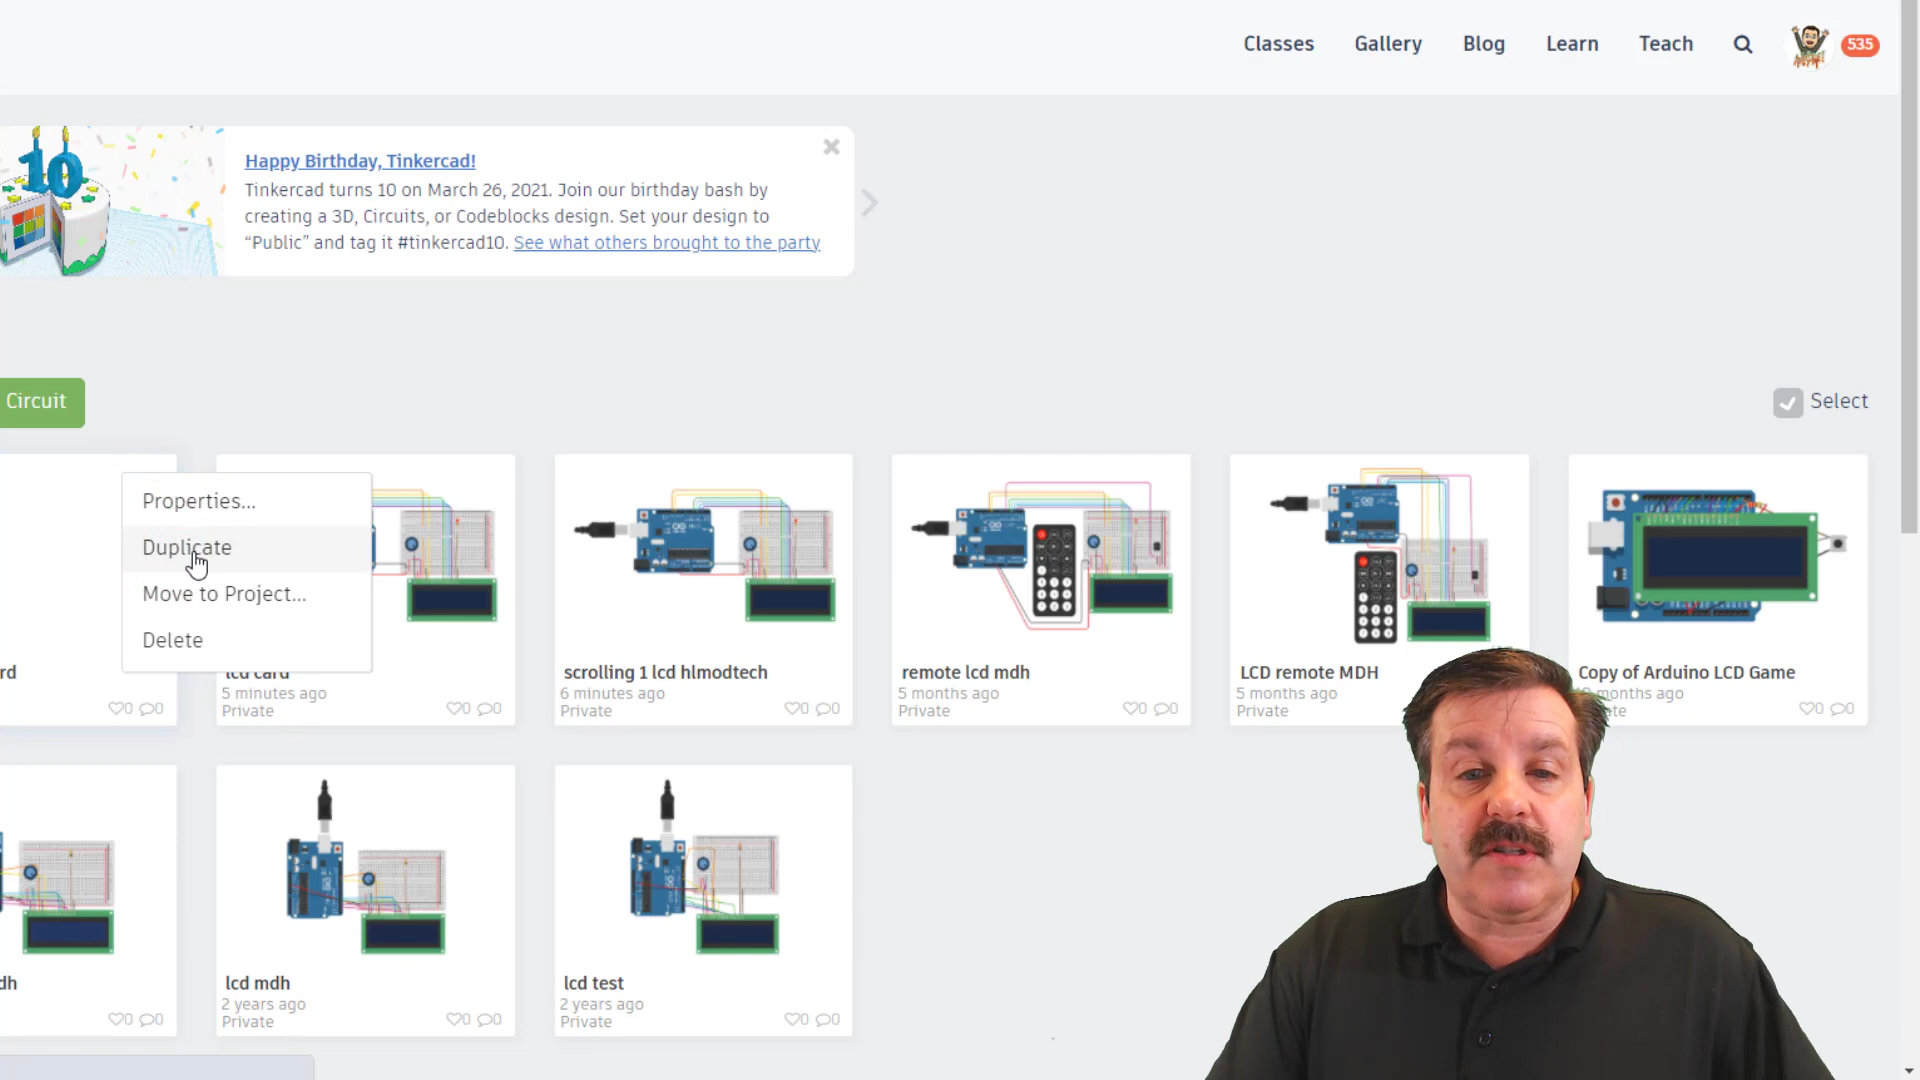 Classes Gallery Blog Learn Teach 535
10
Happy Birthday, Tinkercad!
Tinkercad turns 10 on March 26, 2021. Join our birthday bash by
creating a 3D, Circuits, or Codeblocks design. Set your design to
“Public” and tag it #tinkercad10. See what others brought to the party
Circuit
Select
Properties...
Duplicate
Move to Project...
Delete
rd
0 0
lcd card
5 minutes ago
Private 0 0
scrolling 1 lcd hlmodtech
6 minutes ago
Private 0 0
remote lcd mdh
5 months ago
Private 0 0
LCD remote MDH
5 months ago
Private
Copy of Arduino LCD Game
months ago
0 0
dh
0 0
lcd mdh
2 years ago
Private 0 0
lcd test
2 years ago
Private 0 0